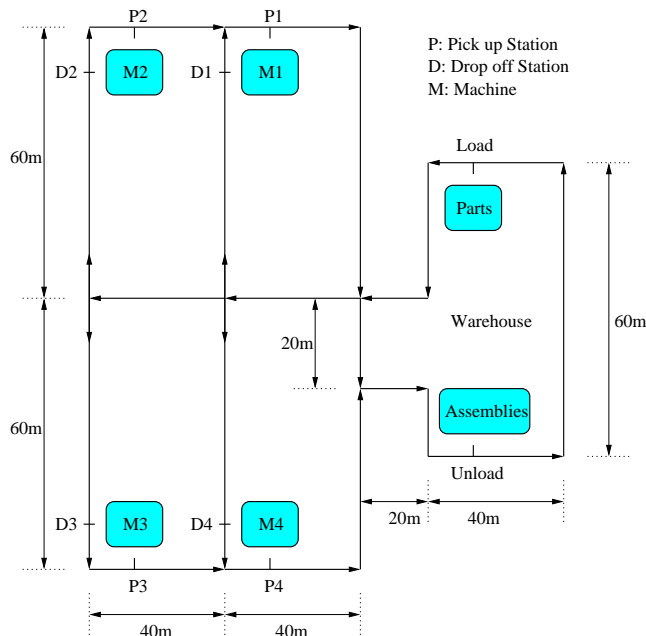 P2
P1
D2
M2
D1
M1
P: Pick up Station
D: Drop off Station
M: Machine
60m
Load
Parts
Warehouse
60m
20m
60m
Assemblies
Unload
D3
M3
D4
M4
20m
40m
P3
P4
40m
40m